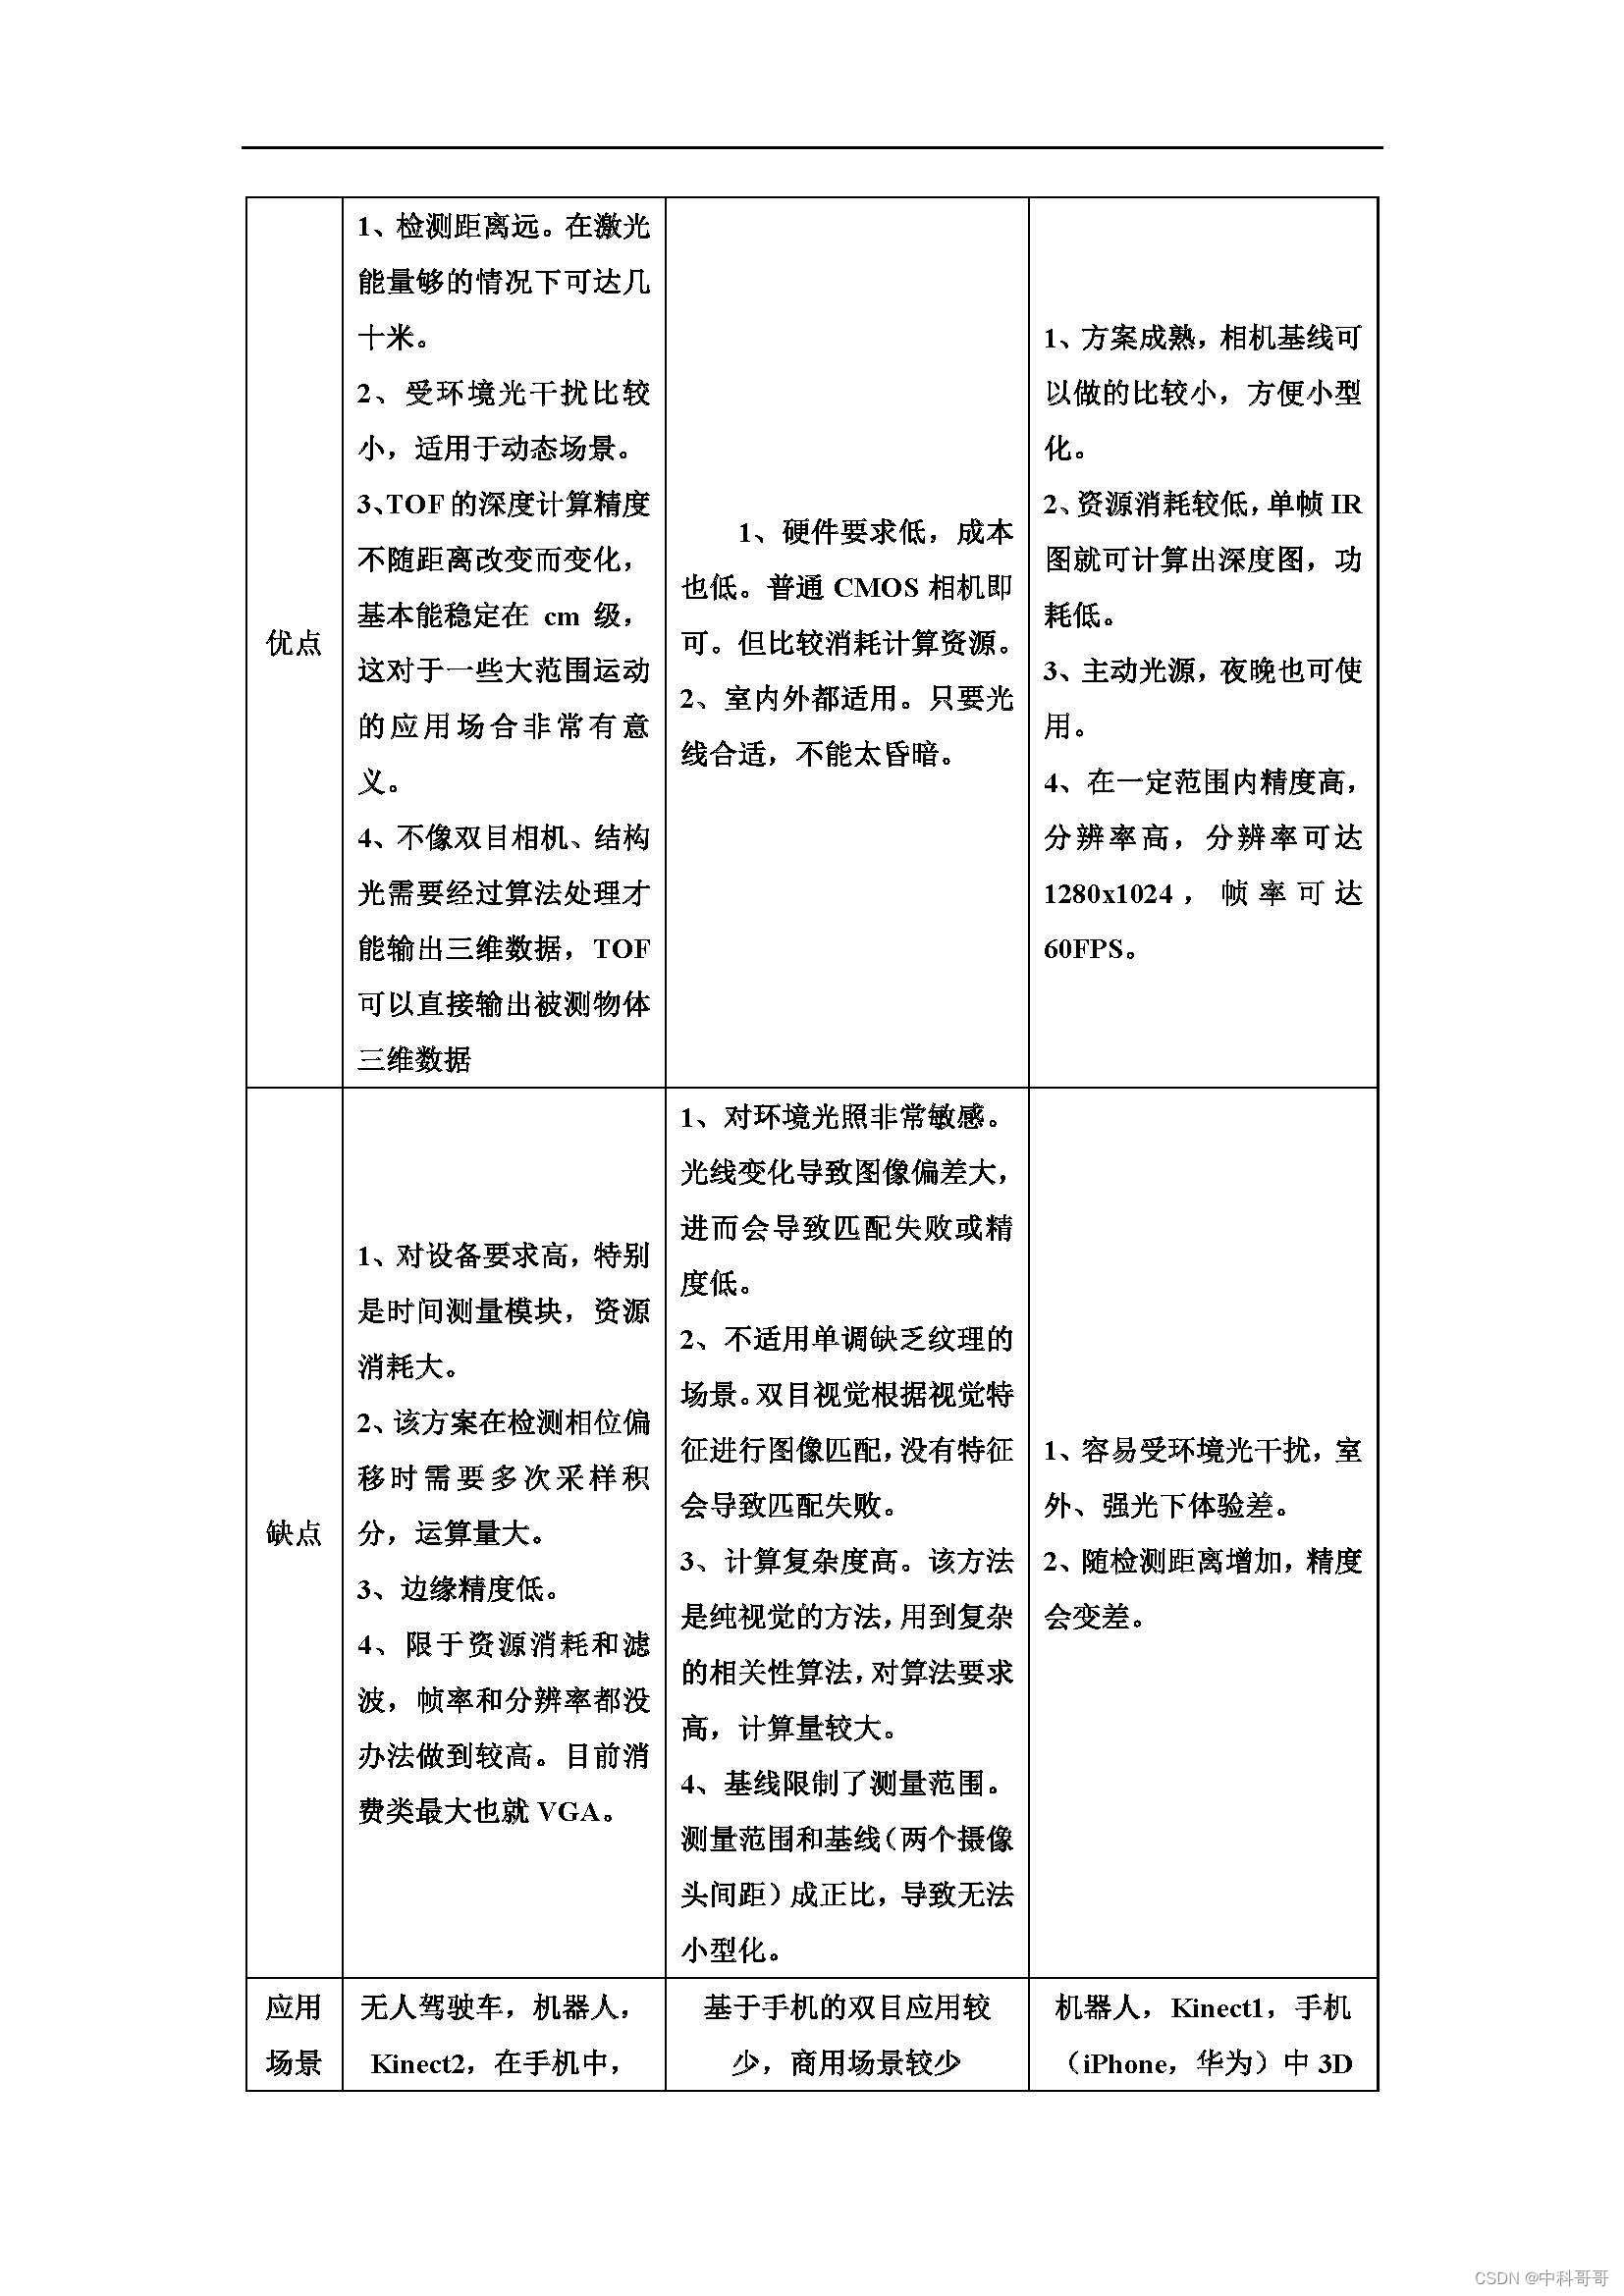 优点
1、检测距离远。在激光
能量够的情况下可达几
十米。
2、受环境光干扰比较
小，适用于动态场景。
3、TOF的深度计算精度
不随距离改变而变化，
基本能稳定在 cm 级，
这对于一些大范围运动
的应用场合非常有意
义。
4、不像双目相机、结构
光需要经过算法处理才
能输出三维数据，TOF
可以直接输出被测物体
三维数据
1、硬件要求低，成本
也低。普通 CMOS 相机即
可。但比较消耗计算资源。
2、室内外都适用。只要光
线合适，不能太昏暗。
1、方案成熟，相机基线可
以做的比较小，方便小型
化。
2、资源消耗较低，单帧 IR
图就可计算出深度图，功
耗低。
3、主动光源，夜晚也可使
用。
4、在一定范围内精度高，
分辨率高，分辨率可达
1280x1024，帧率可达
60FPS。
缺点
1、对设备要求高，特别
是时间测量模块，资源
消耗大。
2、该方案在检测相位偏
移时需要多次采样积
分，运算量大。
3、边缘精度低。
4、限于资源消耗和滤
波，帧率和分辨率都没
办法做到较高。目前消
费类最大也就 VGA。
1、对环境光照非常敏感。
光线变化导致图像偏差大，
进而会导致匹配失败或精
度低。
2、不适用单调缺乏纹理的
场景。双目视觉根据视觉特
征进行图像匹配，没有特征
会导致匹配失败。
3、计算复杂度高。该方法
是纯视觉的方法，用到复杂
的相关性算法，对算法要求
高，计算量较大。
4、基线限制了测量范围。
测量范围和基线（两个摄像
头间距）成正比，导致无法
小型化。
1、容易受环境光干扰，室
外、强光下体验差。
2、随检测距离增加，精度
会变差。
应用
场景
无人驾驶车，机器人，
Kinect2，在手机中，
基于手机的双目应用较
少，商用场景较少
机器人，Kinect1，手机
（iPhone，华为）中 3D
CSDN @中科哥哥